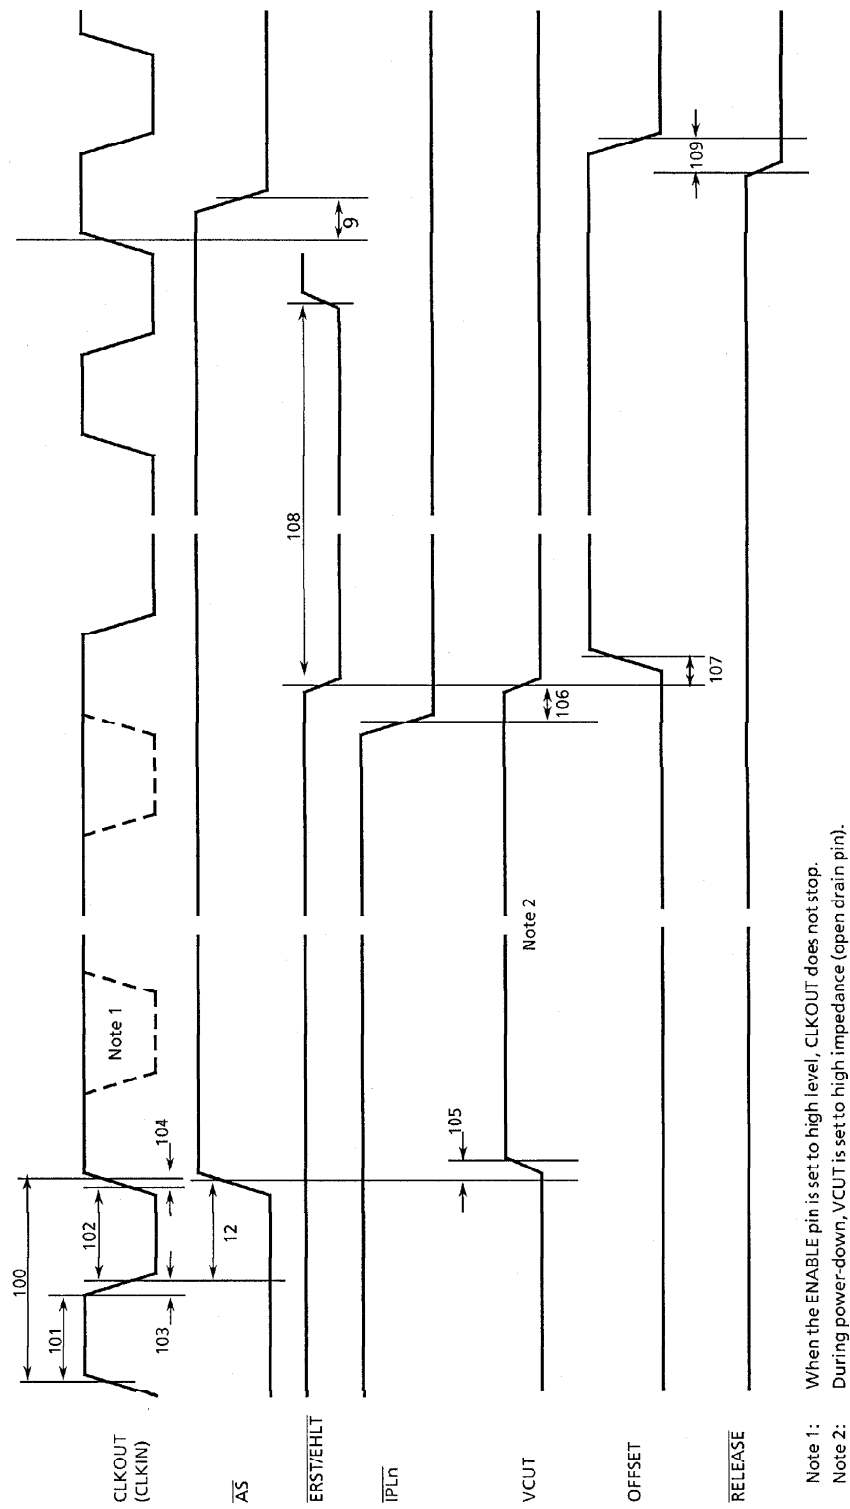 CLKOUT
(CLKIN)
100
101
102
103
104
Note 1
AS
12
9
ERST/EHLT
108
IPLn
VCUT
105
Note 2
106
OFFSET
107
RELEASE
109
Note 1: When the ENABLE pin is set to high level, CLKOUT does not stop.
Note 2: During power-down, VCUT is set to high impedance (open drain pin).